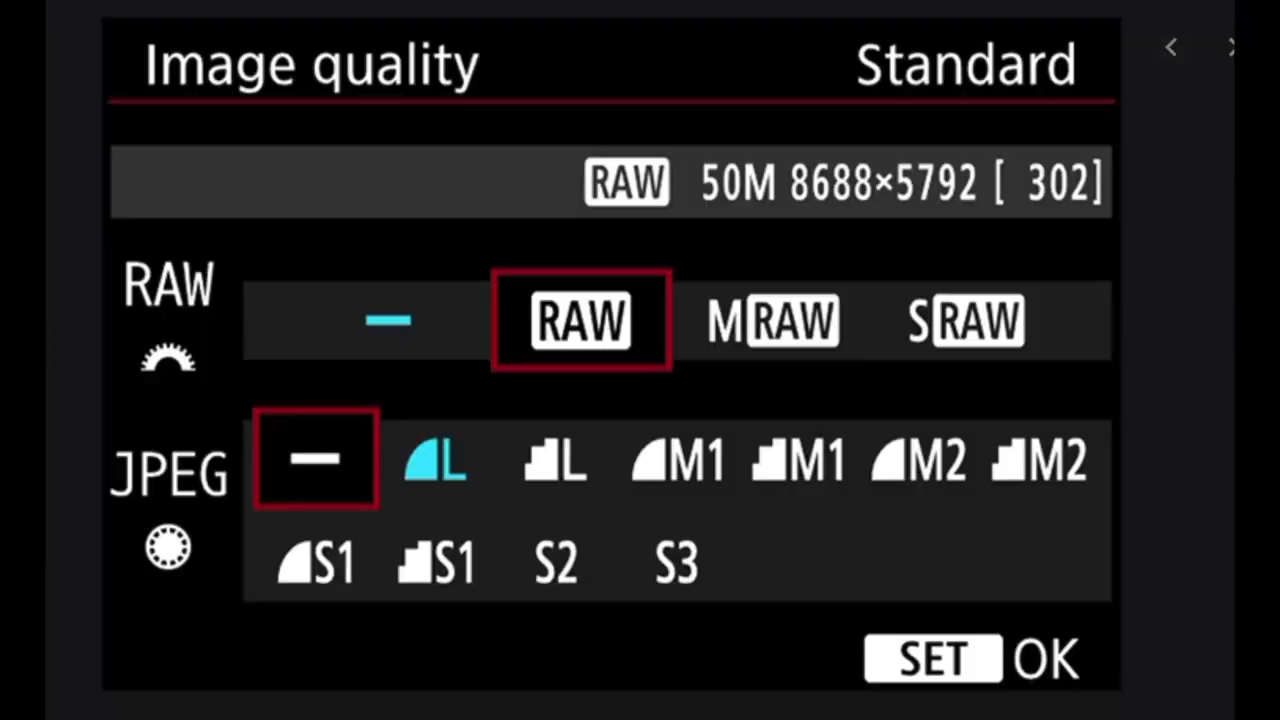 Image quality Standard
RAW 50M 8688×5792 [ 302]
RAW
RAW MRAW SRAW
JPEG
L L M1 M1 M2 M2
S1 S1 S2 S3
SET OK